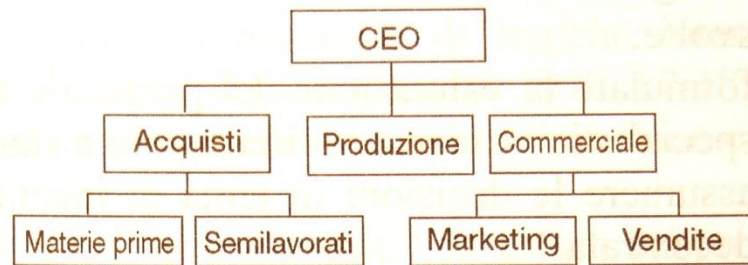 CEO
Acquisti
Produzione
Commerciale
Materie prime
Semilavorati
Marketing
Vendite